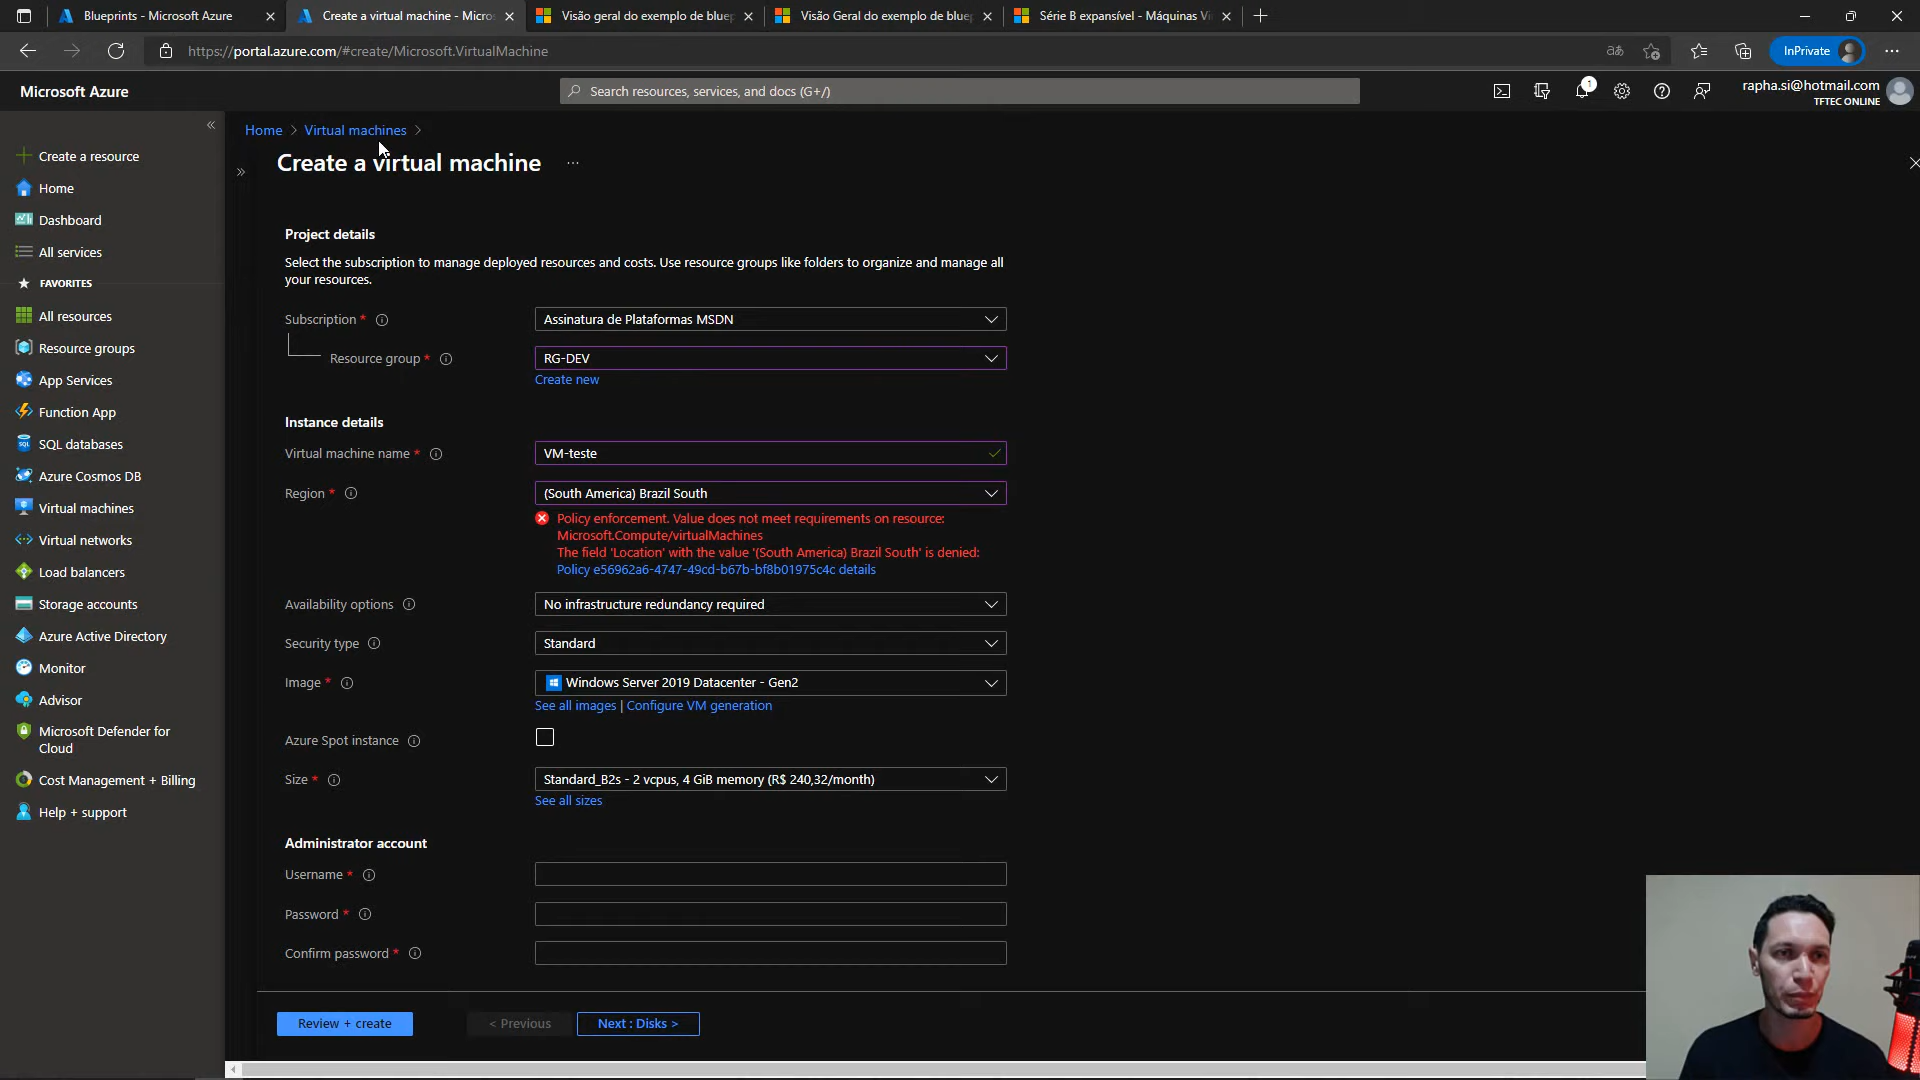 Blueprints - Microsoft Azure
Create a virtual machine - Micros
Visão geral do exemplo de bluep
Visão Geral do exemplo de bluep
Série B expansível - Máquinas Vi
https://portal.azure.com/#create/Microsoft.VirtualMachine
InPrivate
Microsoft Azure
Search resources, services, and docs (G+/)
1
rapha.si@hotmail.com
TFTEC ONLINE
Create a resource
Home
Dashboard
All services
FAVORITES
All resources
Resource groups
App Services
Function App
SQL databases
Azure Cosmos DB
Virtual machines
Virtual networks
Load balancers
Storage accounts
Azure Active Directory
Monitor
Advisor
Microsoft Defender for
Cloud
Cost Management + Billing
Help + support
Home > Virtual machines >
Create a virtual machine ...
Project details
Select the subscription to manage deployed resources and costs. Use resource groups like folders to organize and manage all
your resources.
Subscription * Assinatura de Plataformas MSDN
Resource group * RG-DEV
Create new
Instance details
Virtual machine name * VM-teste
Region * (South America) Brazil South
Policy enforcement. Value does not meet requirements on resource:
Microsoft.Compute/virtualMachines
The field 'Location' with the value '(South America) Brazil South' is denied:
Policy e56962a6-4747-49cd-b67b-bf8b01975c4c details
Availability options No infrastructure redundancy required
Security type Standard
Image * Windows Server 2019 Datacenter - Gen2
See all images | Configure VM generation
Azure Spot instance
Size * Standard_B2s - 2 vcpus, 4 GiB memory (R$ 240,32/month)
See all sizes
Administrator account
Username *
Password *
Confirm password *
Review + create
< Previous
Next : Disks >